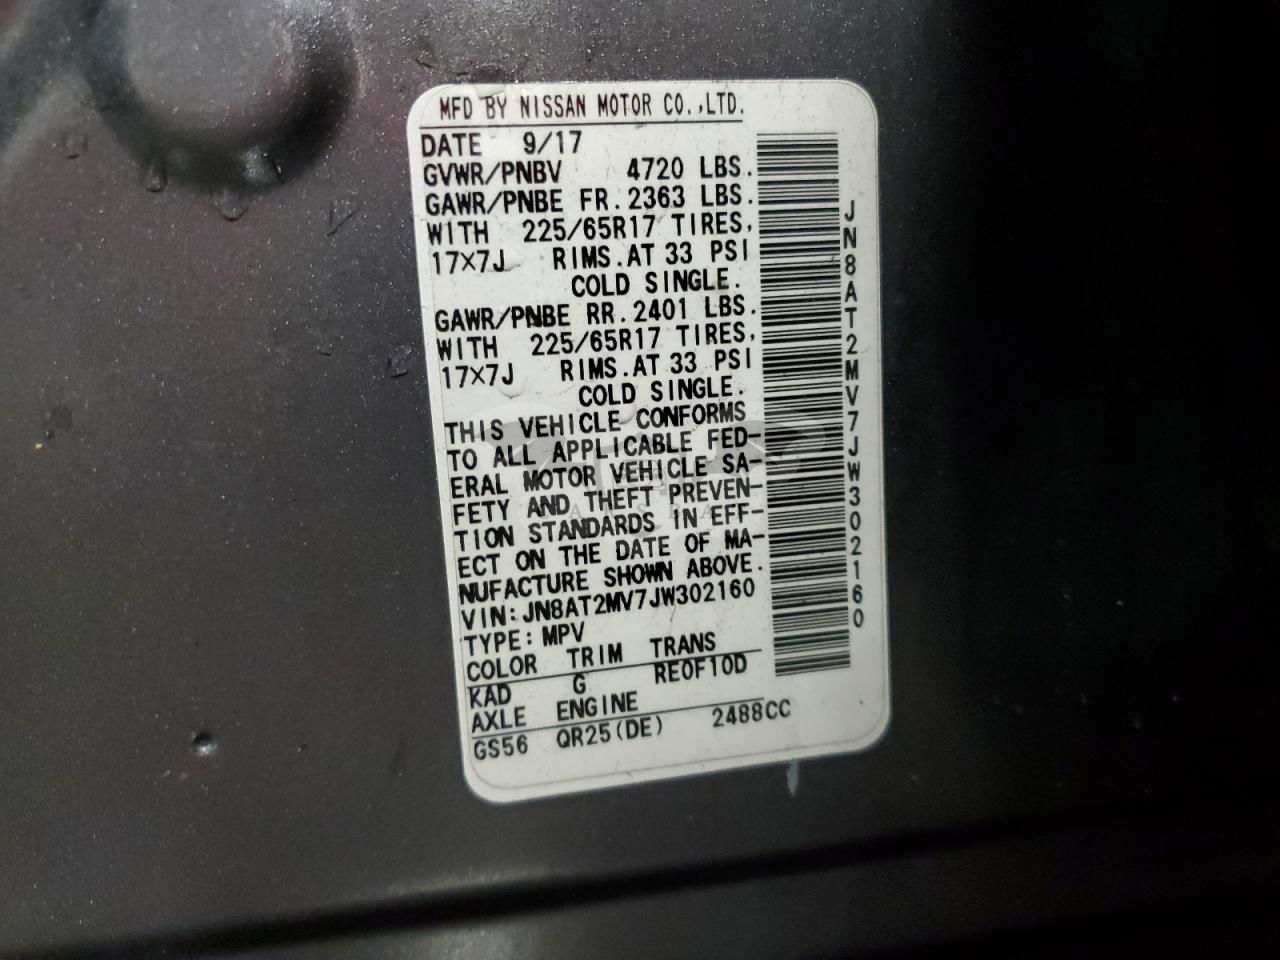 MFD BY NISSAN MOTOR CO.,LTD.
DATE 9/17
GVWR/PNBV 4720 LBS.
GAWR/PNBE FR. 2363 LBS.
WITH 225/65R17 TIRES,
17×7J RIMS.AT 33 PSI
COLD SINGLE.
GAWR/PNBE RR. 2401 LBS.
WITH 225/65R17 TIRES,
17×7J RIMS.AT 33 PSI
COLD SINGLE.
THIS VEHICLE CONFORMS
TO ALL APPLICABLE FED-
ERAL MOTOR VEHICLE SA-
FETY AND THEFT PREVEN-
TION STANDARDS IN EFF-
ECT ON THE DATE OF MA-
NUFACTURE SHOWN ABOVE.
VIN:JN8AT2MV7JW302160
TYPE:MPV
COLOR TRIM TRANS
KAD G RE0F10D
AXLE ENGINE
GS56 QR25(DE) 2488CC
JN8AT2MV7JW302160